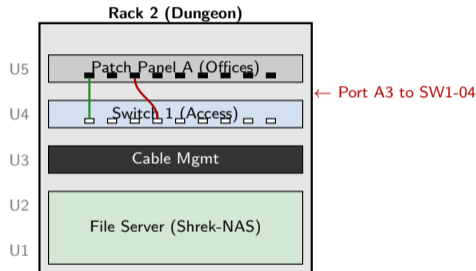 Rack 2 (Dungeon)
U5
Patch Panel A (Offices)
← Port A3 to SW1-04
U4
Switch 1 (Access)
U3
Cable Mgmt
U2
File Server (Shrek-NAS)
U1